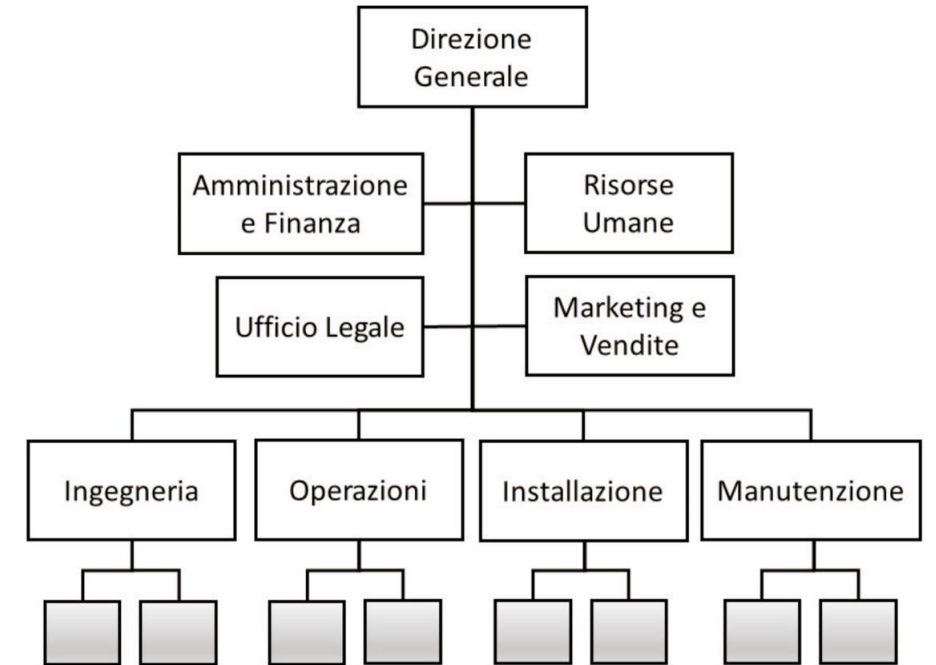 Direzione
Generale
Amministrazione
e Finanza
Risorse
Umane
Ufficio Legale
Marketing e
Vendite
Ingegneria
Operazioni
Installazione
Manutenzione